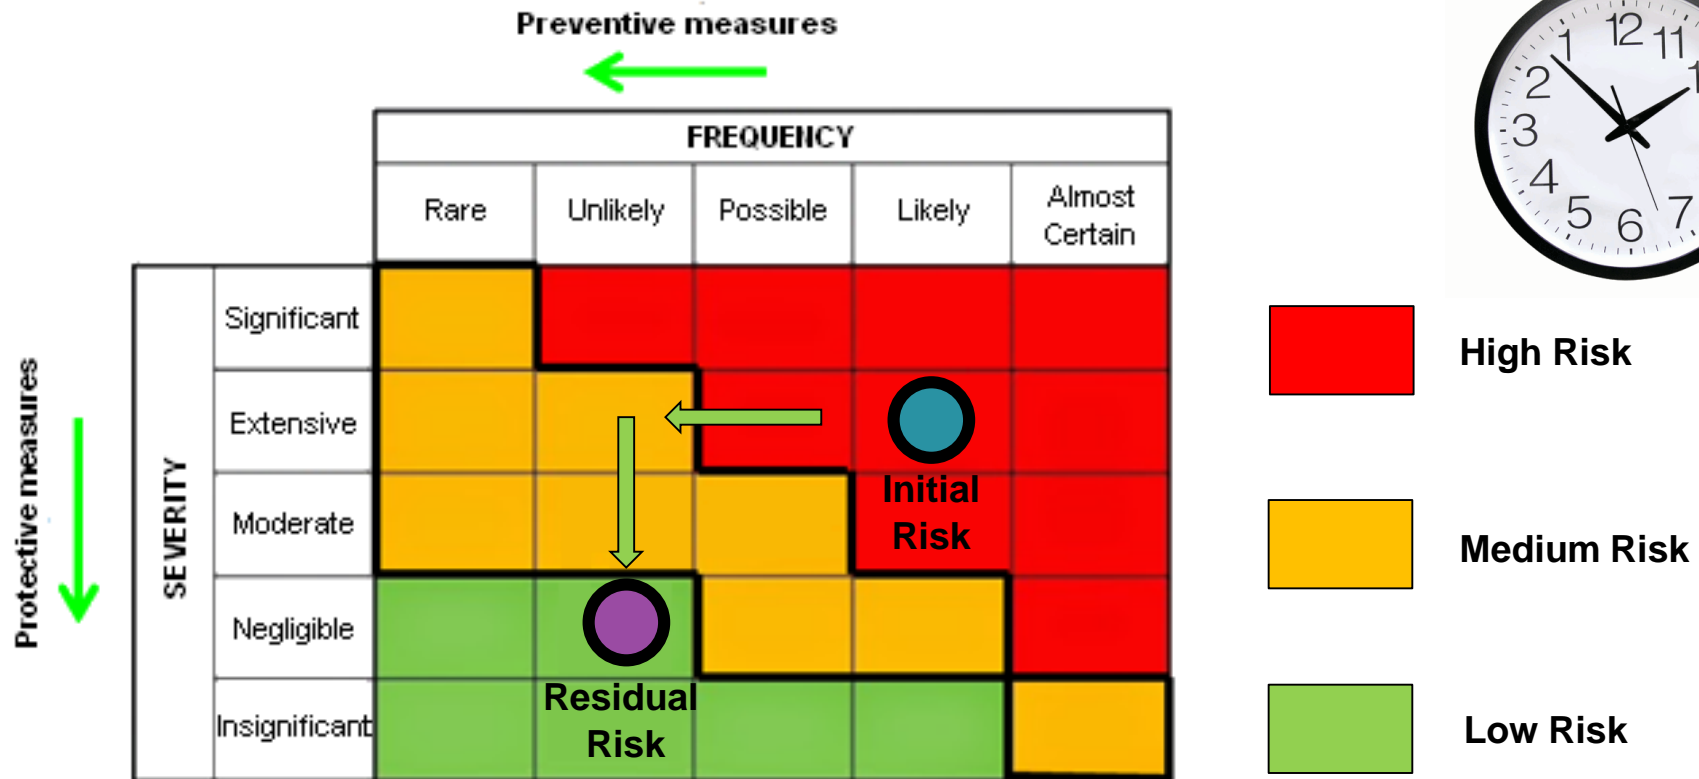 Preventive measures
FREQUENCY
Rare
Unlikely
Possible
Likely
Almost
Certain
Protective measures
SEVERITY
Significant
Extensive
Moderate
Negligible
Insignificant
Initial
Risk
Residual
Risk
High Risk
Medium Risk
Low Risk
12
11
1
2
3
4
5
6
7